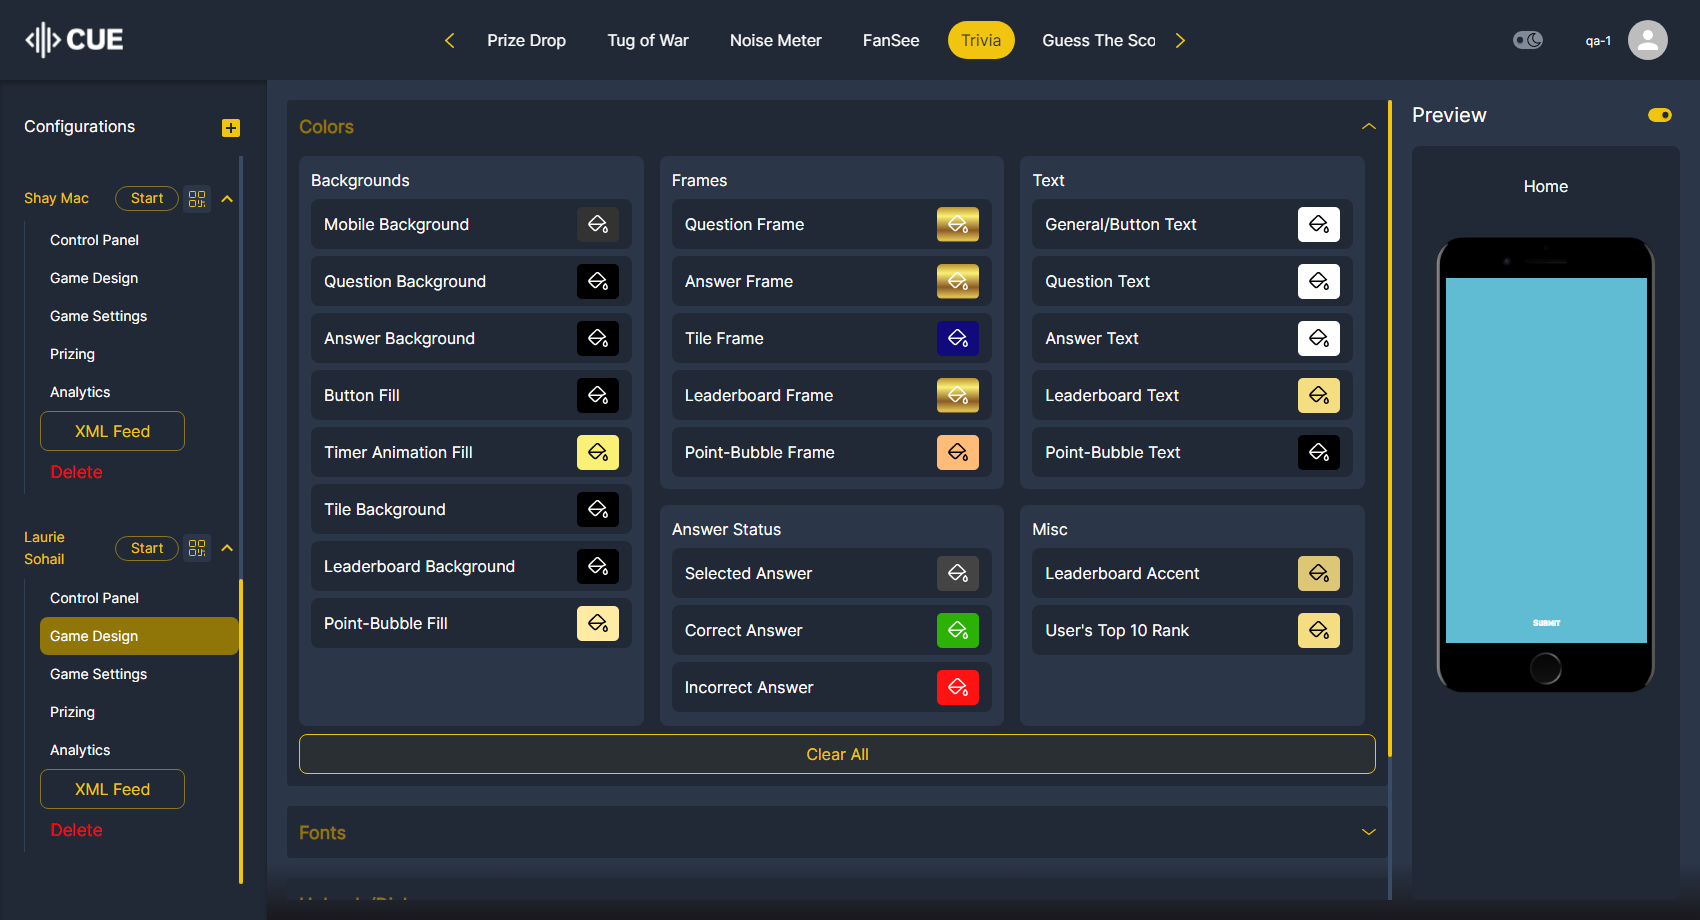 CUE
Prize Drop
Tug of War
Noise Meter
FanSee
Trivia
Guess The Sco
qa-1
Configurations
Shay Mac
Start
Control Panel
Game Design
Game Settings
Prizing
Analytics
XML Feed
Delete
Laurie
Sohail
Start
Control Panel
Game Design
Game Settings
Prizing
Analytics
XML Feed
Delete
Colors
Backgrounds
Mobile Background
Question Background
Answer Background
Button Fill
Timer Animation Fill
Tile Background
Leaderboard Background
Point-Bubble Fill
Frames
Question Frame
Answer Frame
Tile Frame
Leaderboard Frame
Point-Bubble Frame
Text
General/Button Text
Question Text
Answer Text
Leaderboard Text
Point-Bubble Text
Answer Status
Selected Answer
Correct Answer
Incorrect Answer
Misc
Leaderboard Accent
User's Top 10 Rank
Clear All
Fonts
Preview
Home
SUBMIT